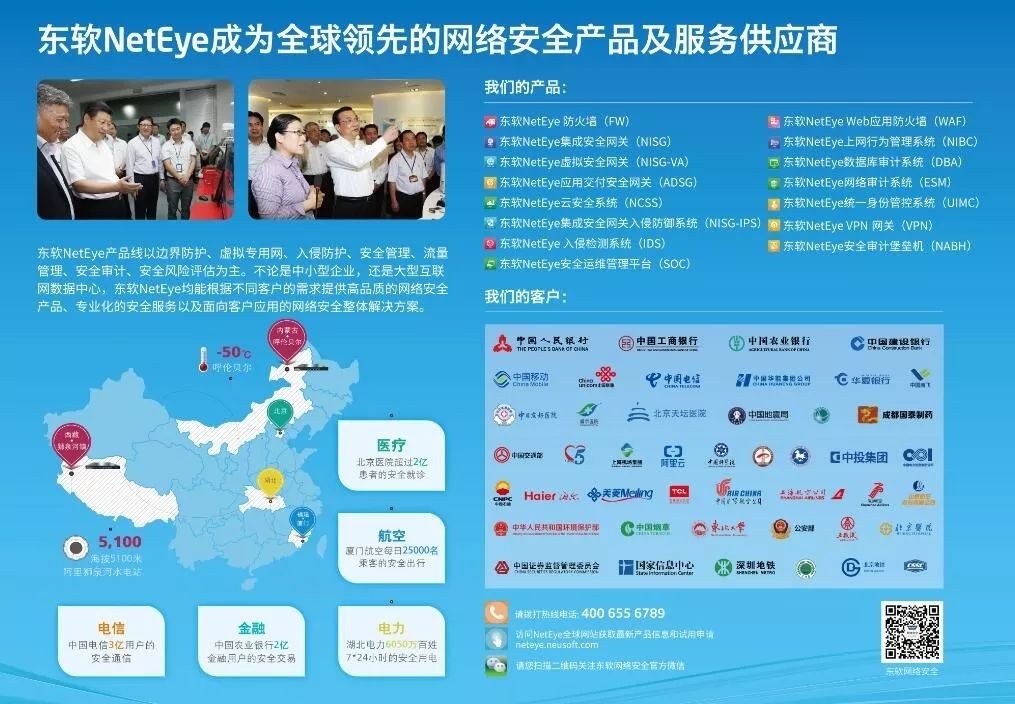 东软NetEye成为全球领先的网络安全产品及服务供应商
东软NetEye产品线以边界防护、虚拟专用网、入侵防护、安全管理、流量
管理、安全审计、安全风险评估为主。不论是中小型企业，还是大型互联
网数据中心，东软NetEye均能根据不同客户的需求提供高品质的网络安全
产品、专业化的安全服务以及面向客户应用的网络安全整体解决方案。
内蒙古
呼伦贝尔
-50℃
呼伦贝尔
北京
西藏
狮泉河镇
湖北
福建
厦门
5,100
海拔5100米
阿里狮泉河水电站
医疗
北京医院超过2亿
患者的安全就诊
航空
厦门航空每日25000名
乘客的安全出行
电信
中国电信3亿用户的
安全通信
金融
中国农业银行2亿
金融用户的安全交易
电力
湖北电力6050万百姓
7*24小时的安全用电
我们的产品：
东软NetEye 防火墙（FW）
东软NetEye集成安全网关（NISG）
东软NetEye虚拟安全网关（NISG-VA）
东软NetEye应用交付安全网关（ADSG）
东软NetEye云安全系统（NCSS）
东软NetEye集成安全网关入侵防御系统（NISG-IPS）
东软NetEye 入侵检测系统（IDS）
东软NetEye安全运维管理平台（SOC）
东软NetEye Web应用防火墙（WAF）
东软NetEye上网行为管理系统（NIBC）
东软NetEye数据库审计系统（DBA）
东软NetEye网络审计系统（ESM）
东软NetEye统一身份管控系统（UIMC）
东软NetEye VPN 网关（VPN）
东软NetEye安全审计堡垒机（NABH）
我们的客户：
中国人民银行
THE PEOPLE'S BANK OF CHINA
中国工商银行
中国农业银行
AGRICULTURAL BANK OF CHINA
中国建设银行
China Construction Bank
中国移动
China Mobile
China unicom
中国电信
CHINA TELECOM
中国华能集团公司
CHINA HUANENG GROUP
华夏银行
中日友好医院
北京天坛医院
中国地震局
成都国泰制药
中国交通部
阿里云
中国科学院
中投集团
CNPC
Haier
天美Meiling
TCL
AIR CHINA
上海航空公司
SHANGHAI AIRLINES
中华人民共和国环境保护部
中国烟草
CHINA TOBACCO
东北大学
公安部
五粮液
北京医院
中国证券监督管理委员会
国家信息中心
State Information Center
深圳地铁
SHENZHEN METRO
北京地铁
请拨打热线电话: 400 655 6789
访问NetEye全球网站获取最新产品信息和试用申请
neteye.neusoft.com
请您扫描二维码关注东软网络安全官方微信
东软网络安全